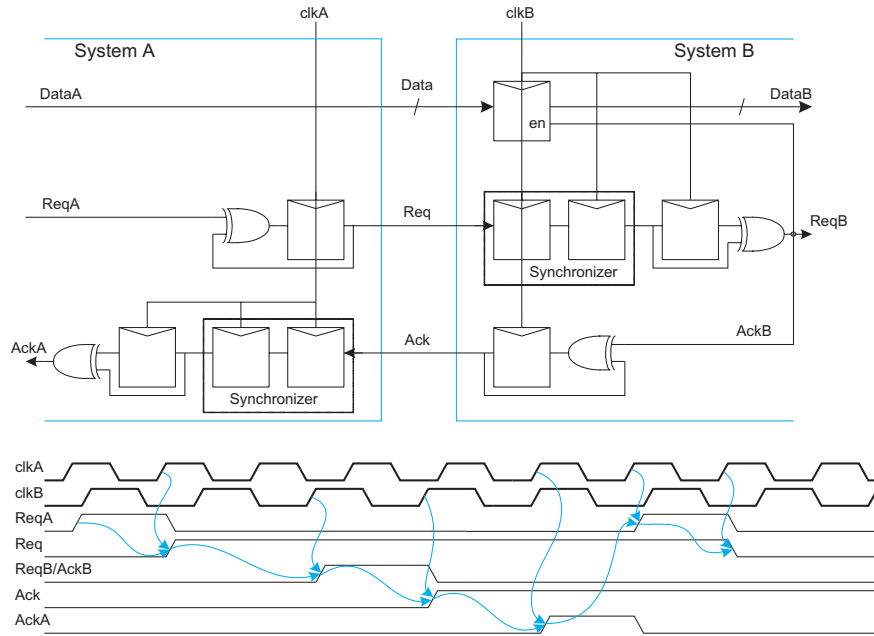 clkA
clkB
System A
System B
DataA
Data
DataB
en
ReqA
Req
ReqB
Synchronizer
AckA
Ack
AckB
Synchronizer
clkA
clkB
ReqA
Req
ReqB/AckB
Ack
AckA